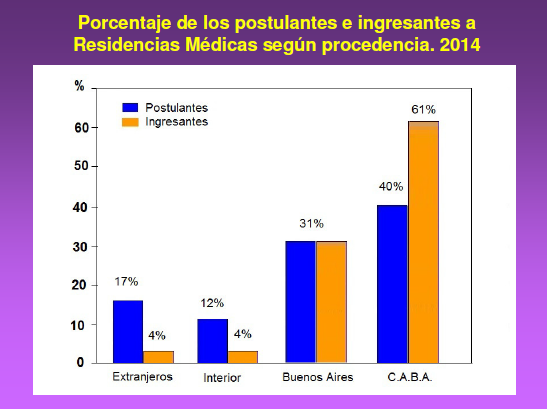 Porcentaje de los postulantes e ingresantes a
Residencias Médicas según procedencia. 2014
%
Postulantes
Ingresantes
60
50
40
30
20
10
0
17%
4%
12%
4%
31%
40%
61%
Extranjeros
Interior
Buenos Aires
C.A.B.A.